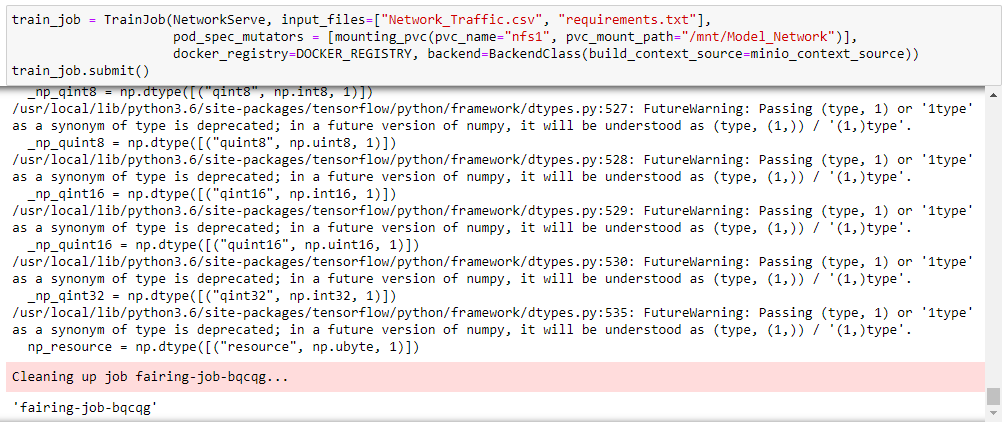 train_job = TrainJob(NetworkServe, input_files=["Network_Traffic.csv", "requirements.txt"],
                     pod_spec_mutators = [mounting_pvc(pvc_name="nfs1", pvc_mount_path="/mnt/Model_Network")],
                     docker_registry=DOCKER_REGISTRY, backend=BackendClass(build_context_source=minio_context_source))
train_job.submit()
  _np_qint8 = np.dtype([("qint8", np.int8, 1)])
/usr/local/lib/python3.6/site-packages/tensorflow/python/framework/dtypes.py:527: FutureWarning: Passing (type, 1) or '1type'
as a synonym of type is deprecated; in a future version of numpy, it will be understood as (type, (1,)) / '(1,)type'.
  _np_quint8 = np.dtype([("quint8", np.uint8, 1)])
/usr/local/lib/python3.6/site-packages/tensorflow/python/framework/dtypes.py:528: FutureWarning: Passing (type, 1) or '1type'
as a synonym of type is deprecated; in a future version of numpy, it will be understood as (type, (1,)) / '(1,)type'.
  _np_qint16 = np.dtype([("qint16", np.int16, 1)])
/usr/local/lib/python3.6/site-packages/tensorflow/python/framework/dtypes.py:529: FutureWarning: Passing (type, 1) or '1type'
as a synonym of type is deprecated; in a future version of numpy, it will be understood as (type, (1,)) / '(1,)type'.
  _np_quint16 = np.dtype([("quint16", np.uint16, 1)])
/usr/local/lib/python3.6/site-packages/tensorflow/python/framework/dtypes.py:530: FutureWarning: Passing (type, 1) or '1type'
as a synonym of type is deprecated; in a future version of numpy, it will be understood as (type, (1,)) / '(1,)type'.
  _np_qint32 = np.dtype([("qint32", np.int32, 1)])
/usr/local/lib/python3.6/site-packages/tensorflow/python/framework/dtypes.py:535: FutureWarning: Passing (type, 1) or '1type'
as a synonym of type is deprecated; in a future version of numpy, it will be understood as (type, (1,)) / '(1,)type'.
  np_resource = np.dtype([("resource", np.ubyte, 1)])
Cleaning up job fairing-job-bqcqg...
'fairing-job-bqcqg'